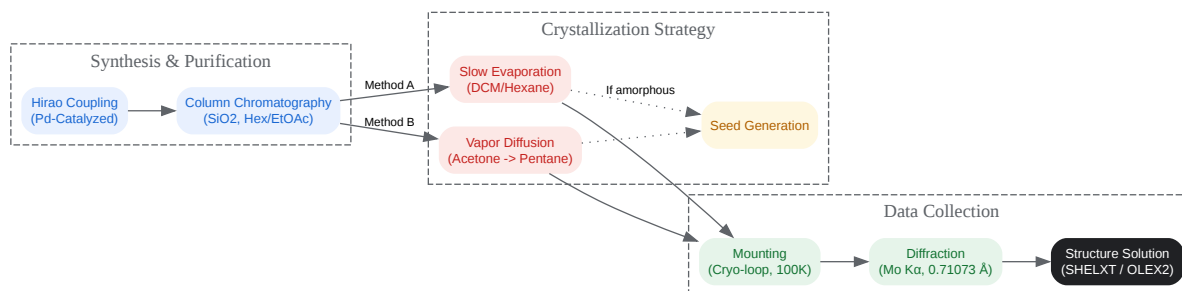 Crystallization Strategy
Synthesis & Purification
Hirao Coupling
(Pd-Catalyzed)
Column Chromatography
(SiO2, Hex/EtOAc)
Method A
Method B
Slow Evaporation
(DCM/Hexane)
If amorphous
Seed Generation
Vapor Diffusion
(Acetone -> Pentane)
Data Collection
Mounting
(Cryo-loop, 100K)
Diffraction
(Mo Kα, 0.71073 Å)
Structure Solution
(SHELXT / OLEX2)